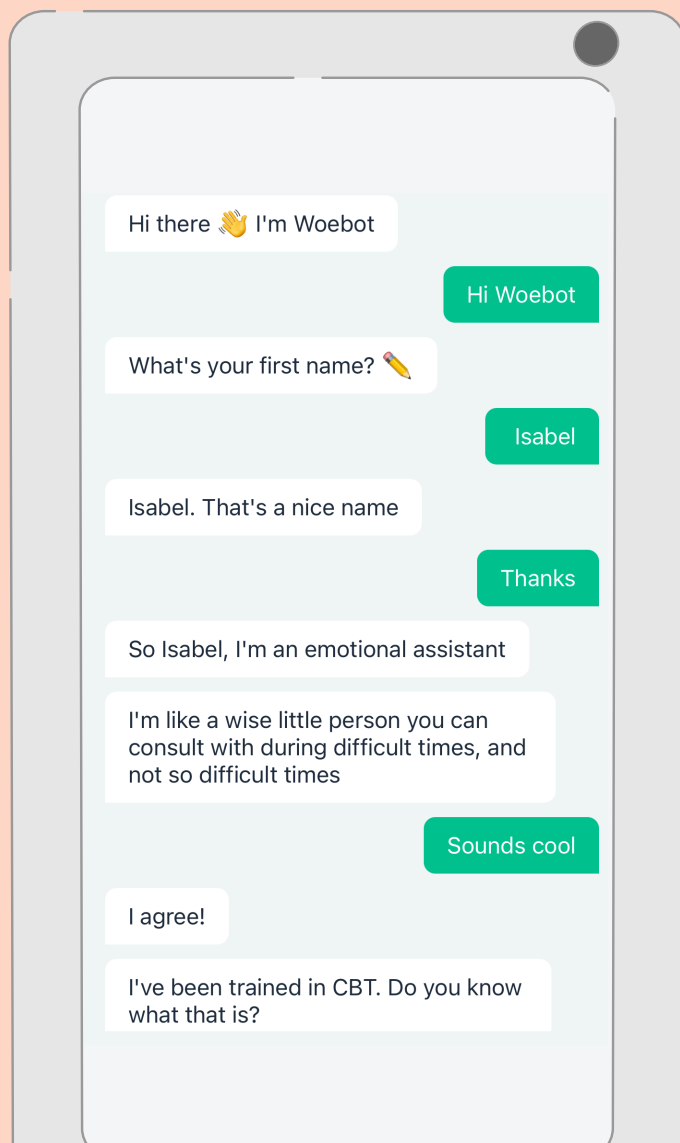 Hi there 👋 I'm Woebot
Hi Woebot
What's your first name? ✏️
Isabel
Isabel. That's a nice name
Thanks
So Isabel, I'm an emotional assistant
I'm like a wise little person you can
consult with during difficult times, and
not so difficult times
Sounds cool
I agree!
I've been trained in CBT. Do you know
what that is?